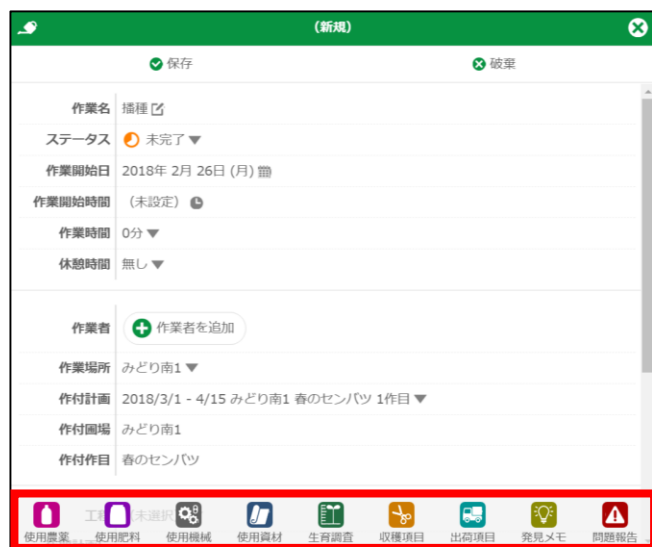 (新規)
保存 破棄
作業名 播種
ステータス 未完了▼
作業開始日 2018年 2月 26日 (月)
作業開始時間 (未設定)
作業時間 0分▼
休憩時間 無し▼
作業者 作業者を追加
作業場所 みどり南1▼
作付計画 2018/3/1 - 4/15 みどり南1 春のセンバツ 1作目▼
作付圃場 みどり南1
作付作目 春のセンバツ
使用農薬 使用肥料 使用機械 使用資材 生育調査 収穫項目 出荷項目 発見メモ 問題報告